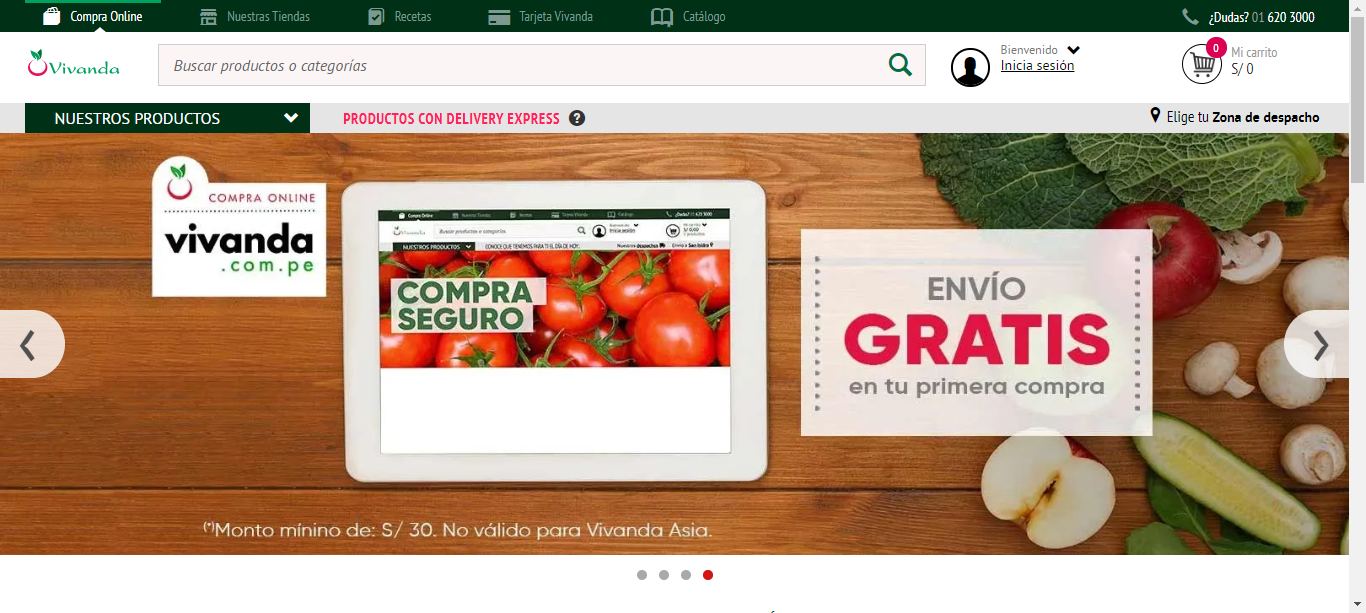 Compra Online
Nuestras Tiendas
Recetas
Tarjeta Vivanda
Catálogo
¿Dudas? 01 620 3000
Vivanda
Buscar productos o categorías
Bienvenido
Inicia sesión
0
Mi carrito
S/ 0
NUESTROS PRODUCTOS
PRODUCTOS CON DELIVERY EXPRESS ?
Elige tu Zona de despacho
COMPRA ONLINE
vivanda
.com.pe
Compra Online
Nuestras Tiendas
Recetas
Tarjeta Vivanda
Catálogo
¿Dudas? 01 620 3000
Vivanda
Buscar productos o categorías
Bienvenido
Inicia sesión
Mi carrito
S/ 0.00
NUESTROS PRODUCTOS
CONOCE QUE TENEMOS PARA TI EL DÍA DE HOY:
Nuestros despachos
Envío a San Isidro
COMPRA
SEGURO
ENVÍO
GRATIS
en tu primera compra
(*)Monto mínino de: S/ 30. No válido para Vivanda Asia.